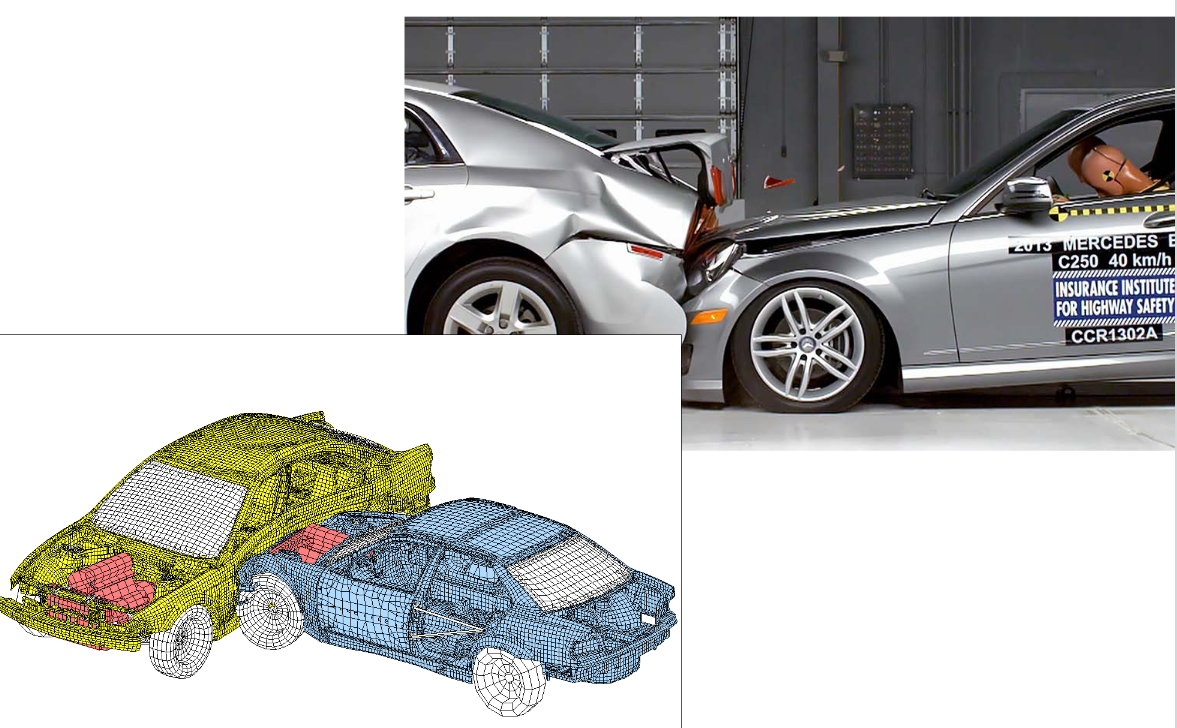 2013 MERCEDES
C250 40 km/h
INSURANCE INSTITUTE
FOR HIGHWAY SAFETY
CCR1302A